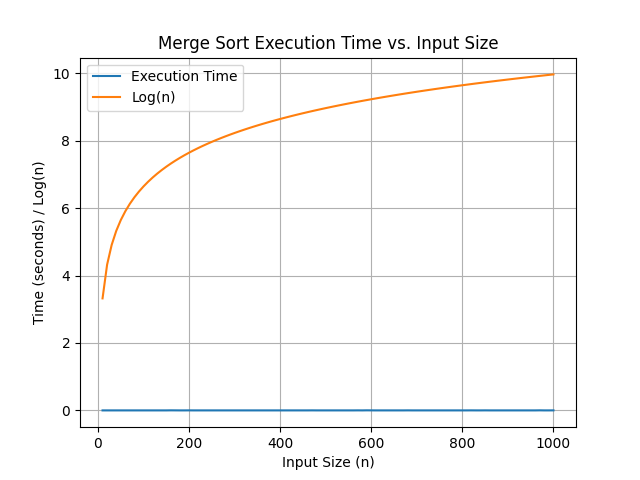 Merge Sort Execution Time vs. Input Size
Execution Time
Log(n)
Time (seconds) / Log(n)
10
8
6
4
2
0
0 200 400 600 800 1000
Input Size (n)